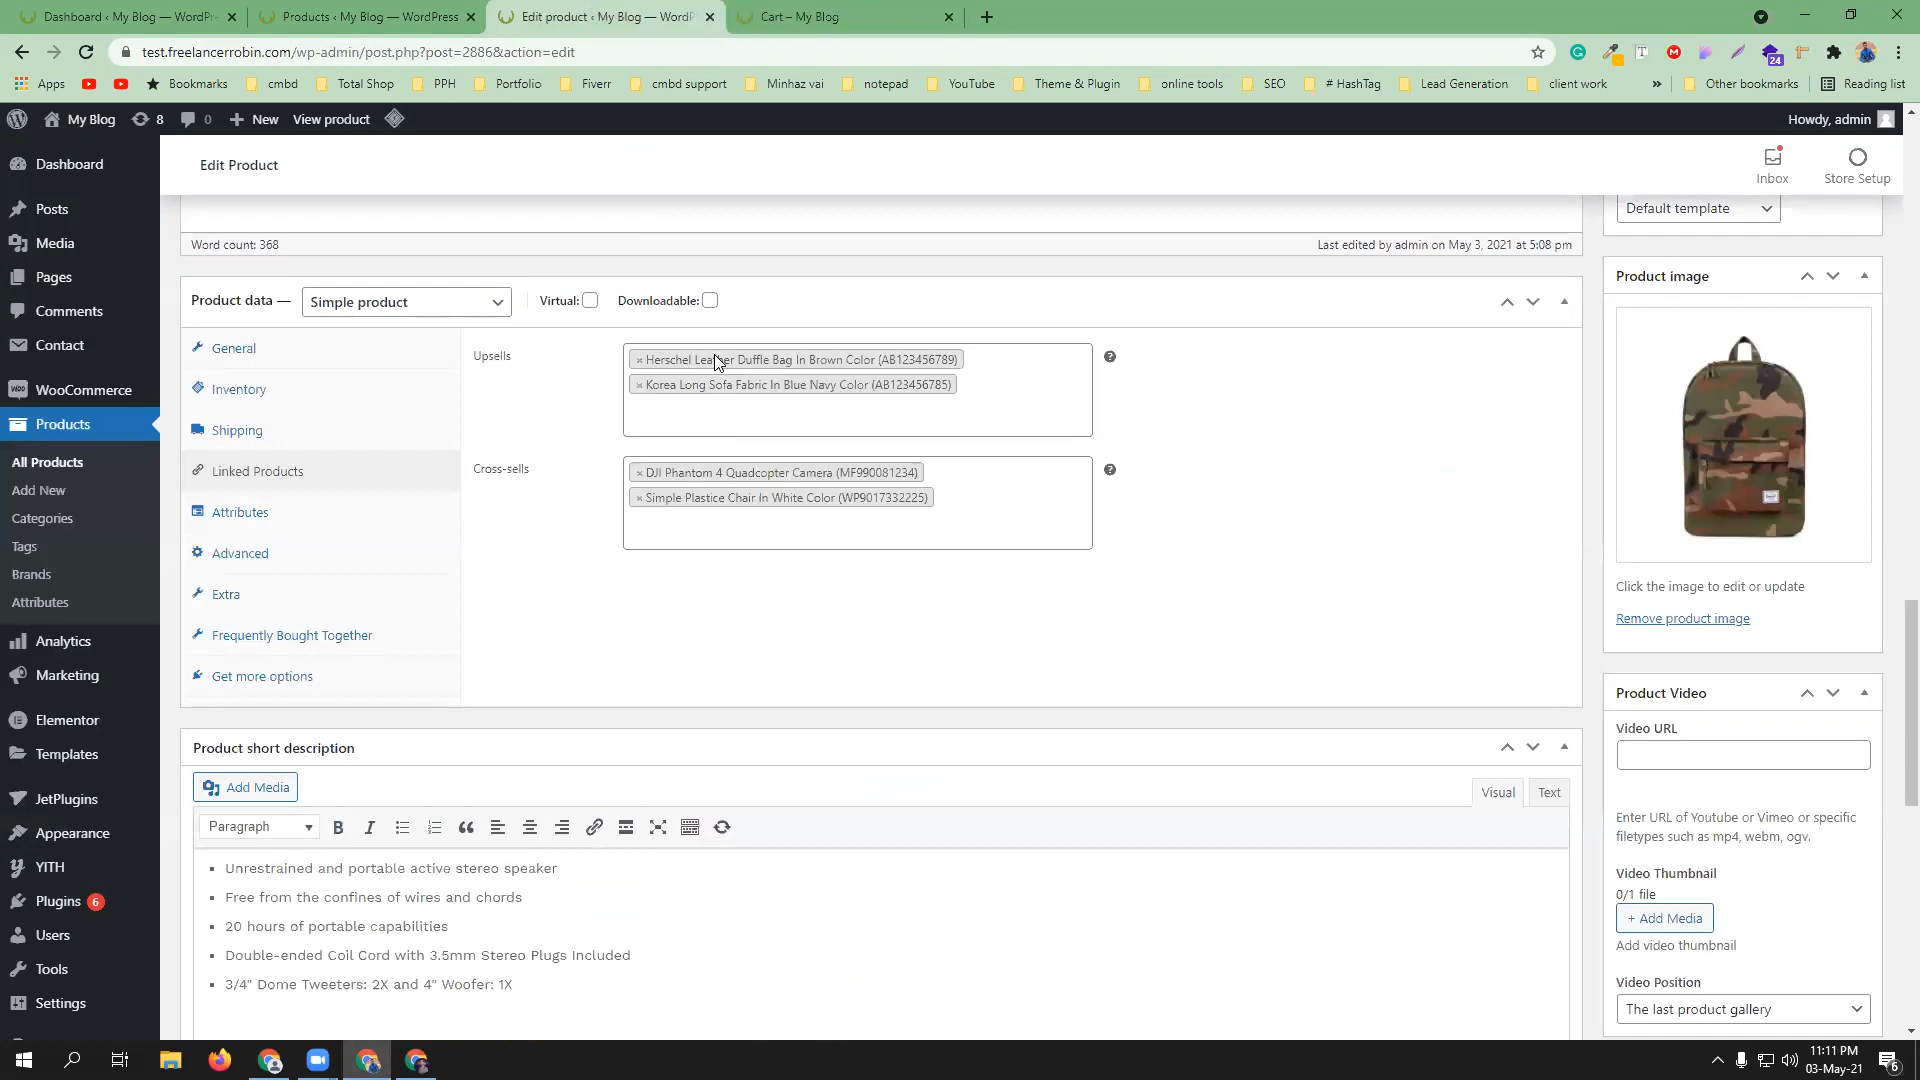 Dashboard ‹ My Blog — WordPr
Products ‹ My Blog — WordPress
Edit product ‹ My Blog — WordP
Cart – My Blog
test.freelancerrobin.com/wp-admin/post.php?post=2886&action=edit
24
Apps
Bookmarks
cmbd
Total Shop
PPH
Portfolio
Fiverr
cmbd support
Minhaz vai
notepad
YouTube
Theme & Plugin
online tools
SEO
# HashTag
Lead Generation
client work
»
Other bookmarks
Reading list
My Blog
8
0
New
View product
Howdy, admin
Dashboard
Posts
Media
Pages
Comments
Contact
WooCommerce
Products
All Products
Add New
Categories
Tags
Brands
Attributes
Analytics
Marketing
Elementor
Templates
JetPlugins
Appearance
YITH
Plugins 6
Users
Tools
Settings
Edit Product
Inbox
Store Setup
Word count: 368
Last edited by admin on May 3, 2021 at 5:08 pm
Product data —
Simple product
Virtual:
Downloadable:
General
Inventory
Shipping
Linked Products
Attributes
Advanced
Extra
Frequently Bought Together
Get more options
Upsells
× Herschel Leather Duffle Bag In Brown Color (AB123456789)
× Korea Long Sofa Fabric In Blue Navy Color (AB123456785)
Cross-sells
× DJI Phantom 4 Quadcopter Camera (MF990081234)
× Simple Plastice Chair In White Color (WP9017332225)
Product short description
Add Media
Visual
Text
Paragraph
B
I
Unrestrained and portable active stereo speaker
Free from the confines of wires and chords
20 hours of portable capabilities
Double-ended Coil Cord with 3.5mm Stereo Plugs Included
3/4" Dome Tweeters: 2X and 4" Woofer: 1X
Default template
Product image
Click the image to edit or update
Remove product image
Product Video
Video URL
Enter URL of Youtube or Vimeo or specific
filetypes such as mp4, webm, ogv.
Video Thumbnail
0/1 file
+ Add Media
Add video thumbnail
Video Position
The last product gallery
11:11 PM
03-May-21
6